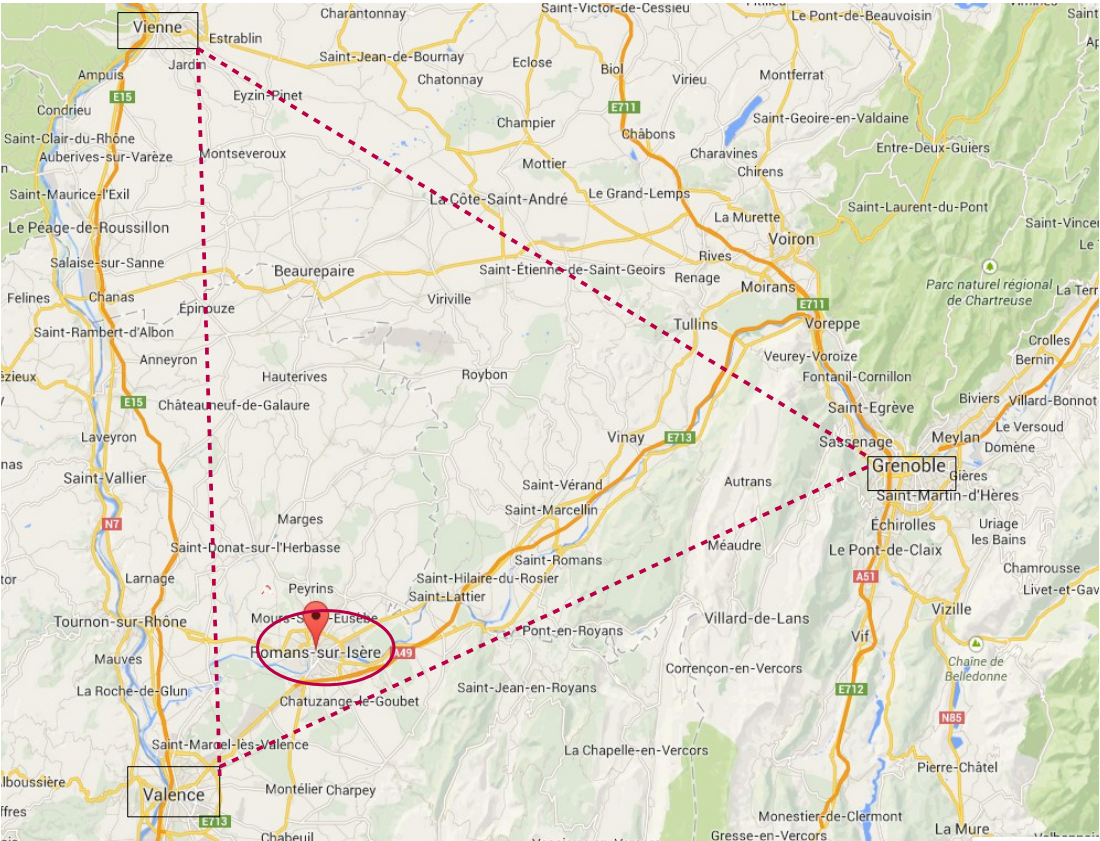 Charantonnay
Saint-Victor-de-Cessieu
Le Pont-de-Beauvoisin
Vienne
Estrablin
Saint-Jean-de-Bournay
Eclose
Jardin
Biol
Virieu
Montferrat
Ampuis
Chatonnay
E15
Eyzin-Pinet
Condrieu
E711
Champier
Saint-Geoire-en-Valdaine
Saint-Clair-du-Rhône
Châbons
Auberives-sur-Varèze
Montseveroux
Mottier
Charavines
Entre-Deux-Guiers
Chirens
Saint-Maurice-l'Exil
La Côte-Saint-André
Le Grand-Lemps
Saint-Laurent-du-Pont
Le Péage-de-Roussillon
La Murette
Saint-Vincen
Voiron
Le
Salaise-sur-Sanne
Beaurepaire
Saint-Étienne-de-Saint-Geoirs
Rives
Renage
Moirans
Parc naturel régional
de Chartreuse
La Terr
Felines
Chanas
Épinouze
Viriville
E711
Saint-Rambert-d'Albon
Tullins
Voreppe
Crolles
Anneyron
Veurey-Voroize
Bernin
ézieux
Hauterives
Roybon
Fontanil-Cornillon
E15
Châteauneuf-de-Galaure
Saint-Egrève
Biviers
Villard-Bonnot
Laveyron
Vinay
E713
Sassenage
Meylan
Le Versoud
Domène
nas
Grenoble
Gières
Saint-Vallier
Saint-Vérand
Autrans
Saint-Martin-d'Hères
Saint-Marcellin
N7
Marges
Échirolles
Uriage
les Bains
Saint-Donat-sur-l'Herbasse
Méaudre
Le Pont-de-Claix
Saint-Romans
Chamrousse
tor
Larnage
Peyrins
Saint-Hilaire-du-Rosier
A51
Livet-et-Gav
Saint-Lattier
Tournon-sur-Rhône
Villard-de-Lans
Vizille
Pont-en-Royans
Vif
Mauves
Romans-sur-Isère
A49
Corrençon-en-Vercors
Chaîne de
Belledonne
La Roche-de-Glun
Saint-Jean-en-Royans
E712
Chatuzange-le-Goubet
N85
Saint-Marcel-lès-Valence
La Chapelle-en-Vercors
Pierre-Châtel
lboussière
Valence
Montélier
Charpey
ffres
E713
Monestier-de-Clermont
Chabeuil
Gresse-en-Vercors
La Mure